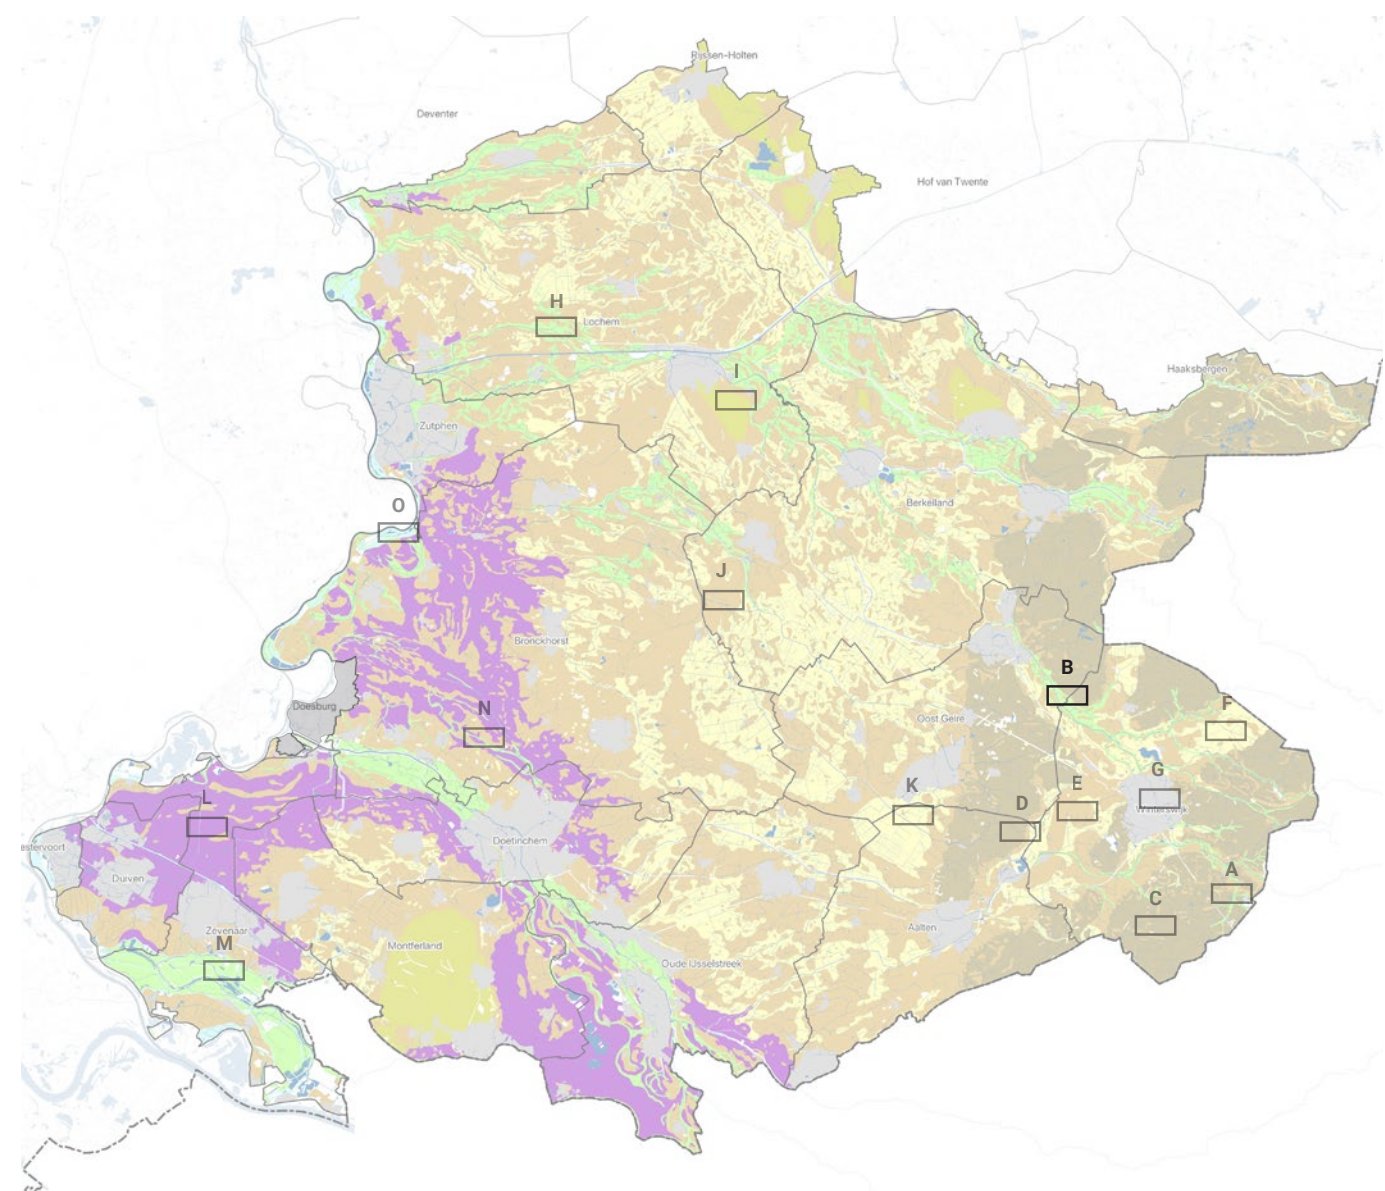 Rijssen-Holten
Deventer
Hof van Twente
H
Lochem
I
Haaksbergen
Zutphen
O
Berkelland
J
Bronckhorst
B
N
Doesburg
Oost Gelre
F
G
L
K
E
D
Winterswijk
estervoort
Doetinchem
Duiven
A
C
Zevenaar
Aalten
M
Montferland
Oude IJsselstreek